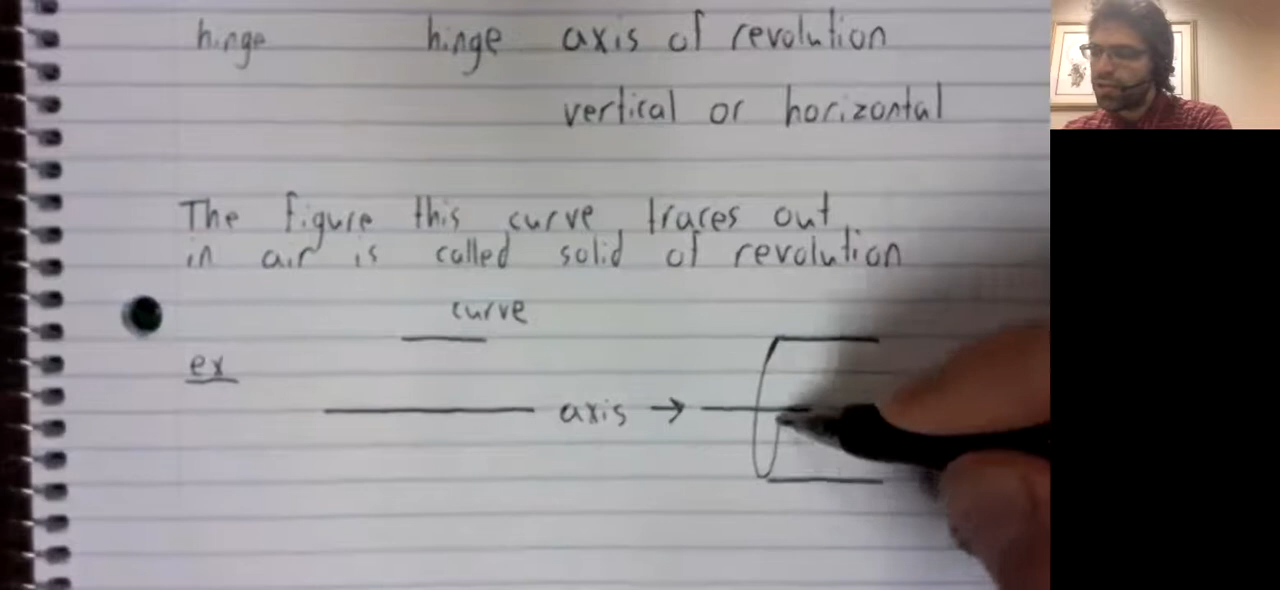 hinge hinge axis of revolution
vertical or horizontal
The figure this curve traces out
in air is called solid of revolution
curve
ex
axis →